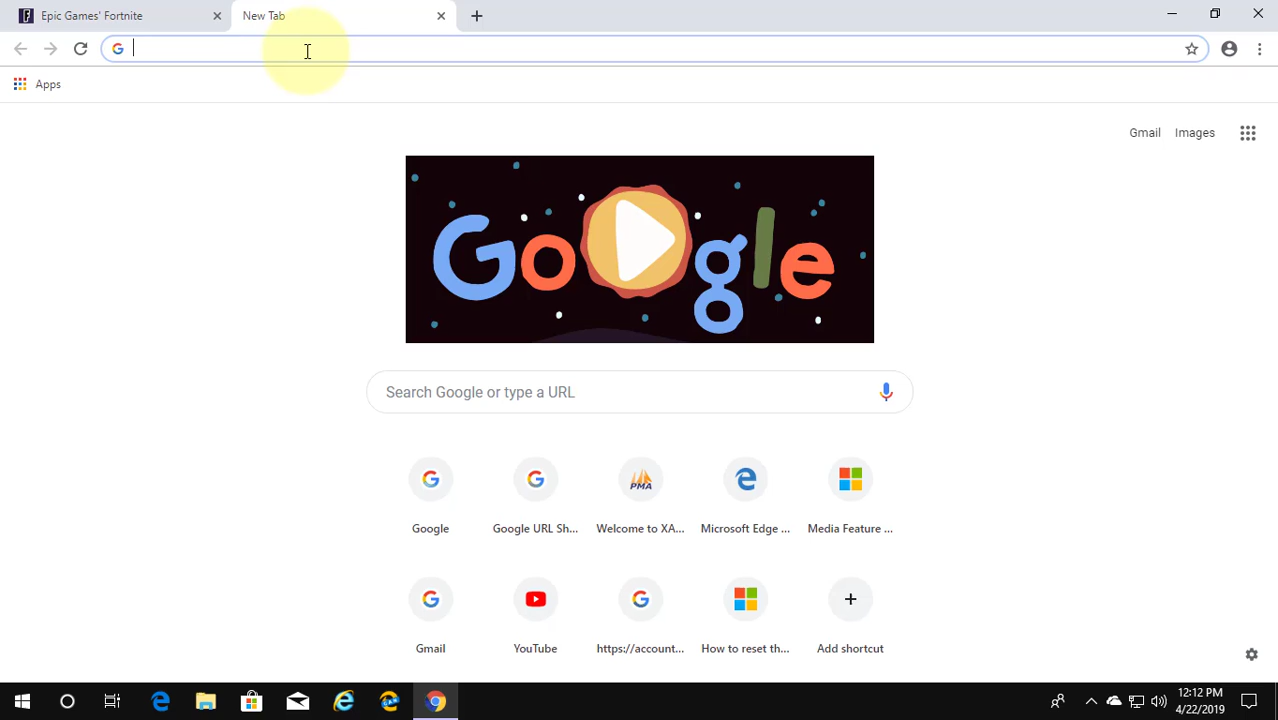 Epic Games' Fortnite
New Tab
Apps
Gmail Images
Google
Search Google or type a URL
PMA
Google Google URL Sh... Welcome to XA... Microsoft Edge ... Media Feature ...
Gmail YouTube https://account... How to reset th... Add shortcut
12:12 PM
4/22/2019